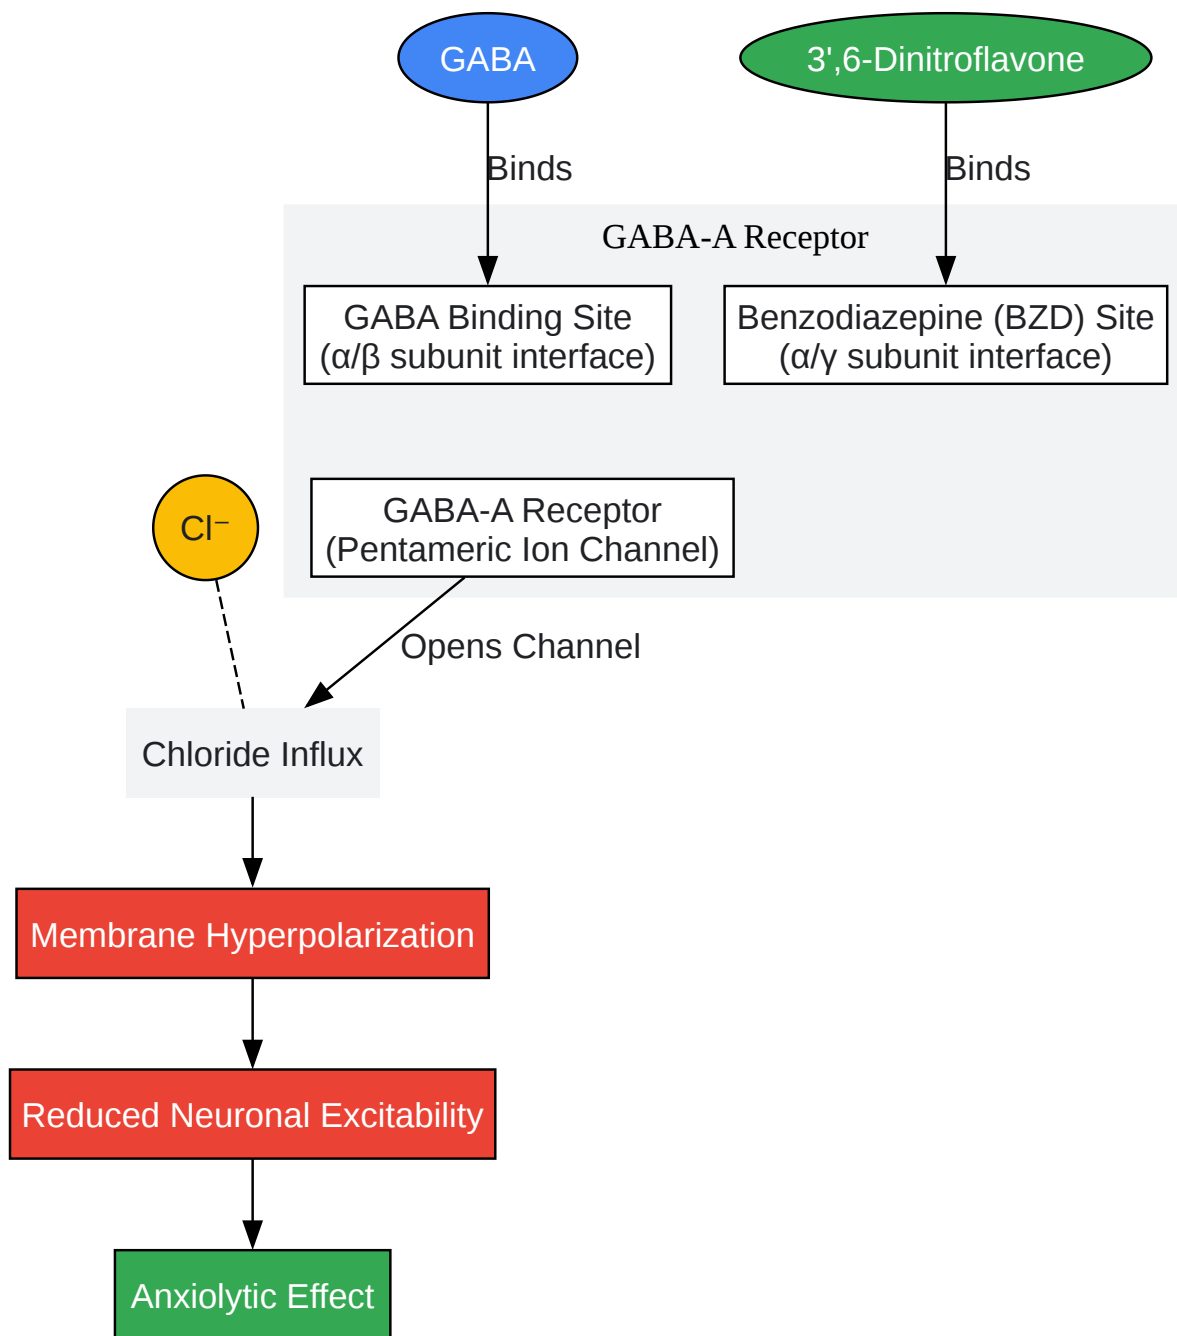 GABA
3',6-Dinitroflavone
Binds
Binds
GABA-A Receptor
GABA Binding Site
(α/β subunit interface)
Benzodiazepine (BZD) Site
(α/γ subunit interface)
Cl⁻
GABA-A Receptor
(Pentameric Ion Channel)
Opens Channel
Chloride Influx
Membrane Hyperpolarization
Reduced Neuronal Excitability
Anxiolytic Effect